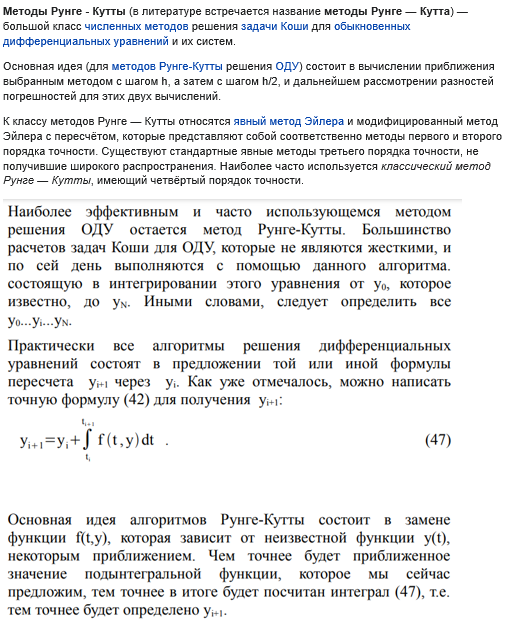 Методы Рунге - Кутты (в литературе встречается название методы Рунге — Кутта) —
большой класс численных методов решения задачи Коши для обыкновенных
дифференциальных уравнений и их систем.
Основная идея (для методов Рунге-Кутты решения ОДУ) состоит в вычислении приближения
выбранным методом с шагом h, а затем с шагом h/2, и дальнейшем рассмотрении разностей
погрешностей для этих двух вычислений.
К классу методов Рунге — Кутты относятся явный метод Эйлера и модифицированный метод
Эйлера с пересчётом, которые представляют собой соответственно методы первого и второго
порядка точности. Существуют стандартные явные методы третьего порядка точности, не
получившие широкого распространения. Наиболее часто используется классический метод
Рунге — Кутты, имеющий четвёртый порядок точности.
Наиболее эффективным и часто использующемся методом
решения ОДУ остается метод Рунге-Кутты. Большинство
расчетов задач Коши для ОДУ, которые не являются жесткими, и
по сей день выполняются с помощью данного алгоритма.
состоящую в интегрировании этого уравнения от y₀, которое
известно, до y_N. Иными словами, следует определить все
y₀...y_i...y_N.
Практически все алгоритмы решения дифференциальных
уравнений состоят в предложении той или иной формулы
пересчета y_{i+1} через y_i. Как уже отмечалось, можно написать
точную формулу (42) для получения y_{i+1}:
y_{i+1}=y_i+∫_{t_i}^{t_{i+1}} f(t,y)dt . (47)
Основная идея алгоритмов Рунге-Кутты состоит в замене
функции f(t,y), которая зависит от неизвестной функции y(t),
некоторым приближением. Чем точнее будет приближенное
значение подынтегральной функции, которое мы сейчас
предложим, тем точнее в итоге будет посчитан интеграл (47), т.е.
тем точнее будет определено y_{i+1}.